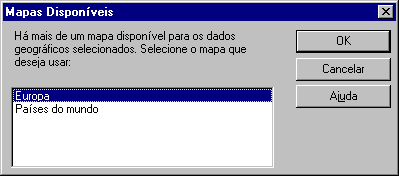 Mapas Disponíveis
Há mais de um mapa disponível para os dados
geográficos selecionados. Selecione o mapa que
deseja usar:
Europa
Países do mundo
OK
Cancelar
Ajuda